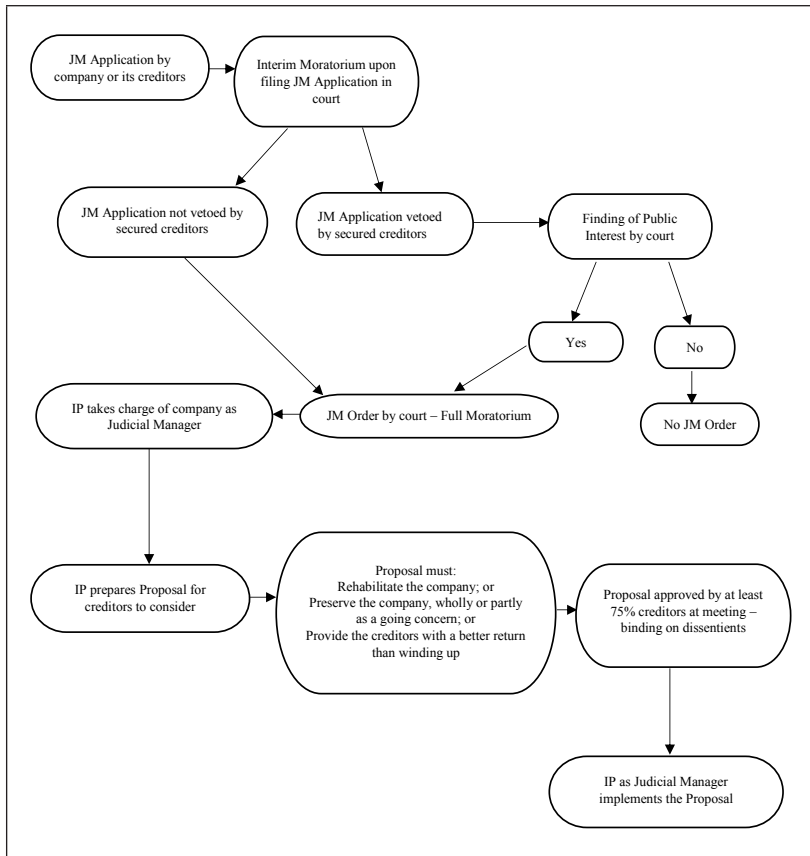 JM Application by
company or its creditors
Interim Moratorium upon
filing JM Application in
court
JM Application not vetoed by
secured creditors
JM Application vetoed
by secured creditors
Finding of Public
Interest by court
Yes
No
IP takes charge of company as
Judicial Manager
JM Order by court – Full Moratorium
No JM Order
IP prepares Proposal for
creditors to consider
Proposal must:
Rehabilitate the company; or
Preserve the company, wholly or partly
as a going concern; or
Provide the creditors with a better return
than winding up
Proposal approved by at least
75% creditors at meeting –
binding on dissentients
IP as Judicial Manager
implements the Proposal